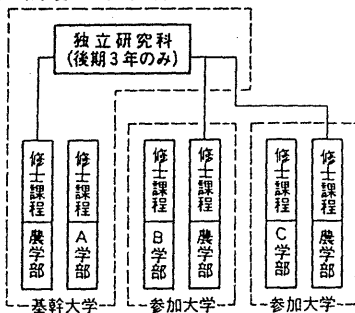 独立研究科
(後期3年のみ)
修士課程
農学部
修士課程
A学部
修士課程
B学部
修士課程
農学部
修士課程
C学部
修士課程
農学部
基幹大学
参加大学
参加大学